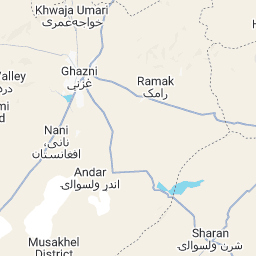 Khwaja Umari
خواجه‌عمری
Ghazni
غزنی
Valley
Ramak
رامک
Nani
نانی،
افغانستان
Andar
اندر ولسوالی
Sharan
شرن ولسوالی
Musakhel
District